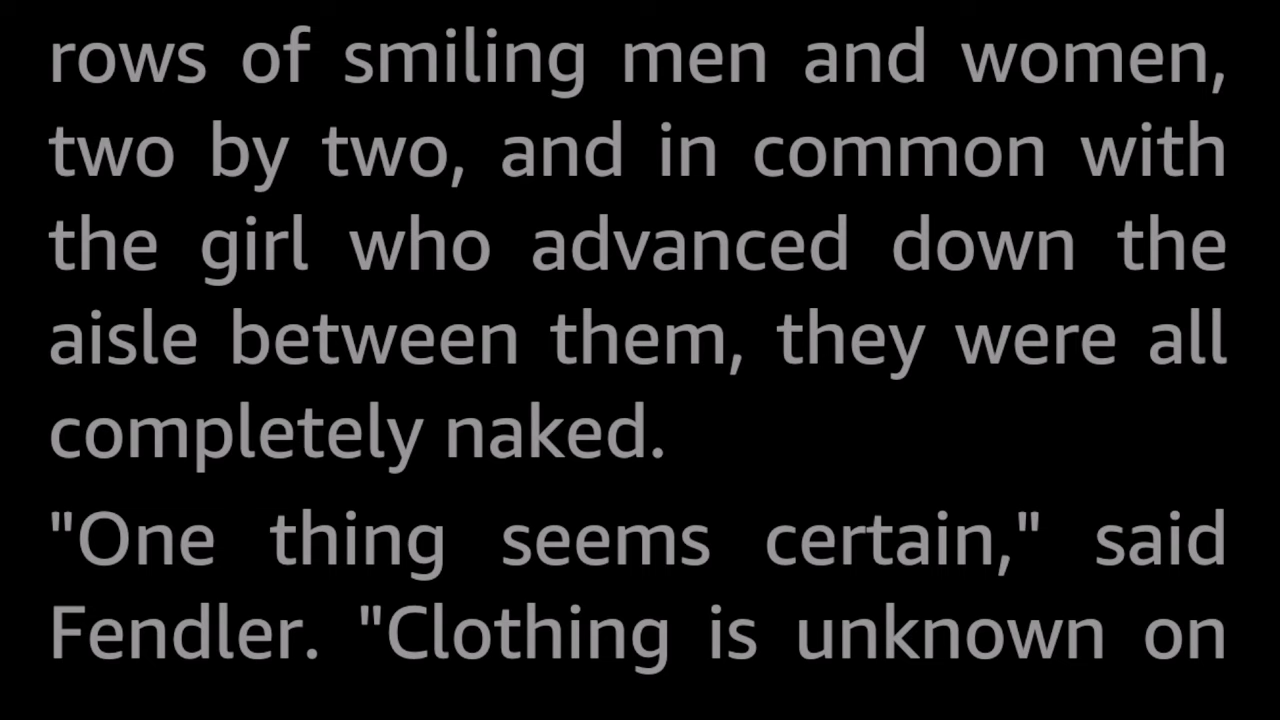 rows of smiling men and women,
two by two, and in common with
the girl who advanced down the
aisle between them, they were all
completely naked.
"One thing seems certain," said
Fendler. "Clothing is unknown on